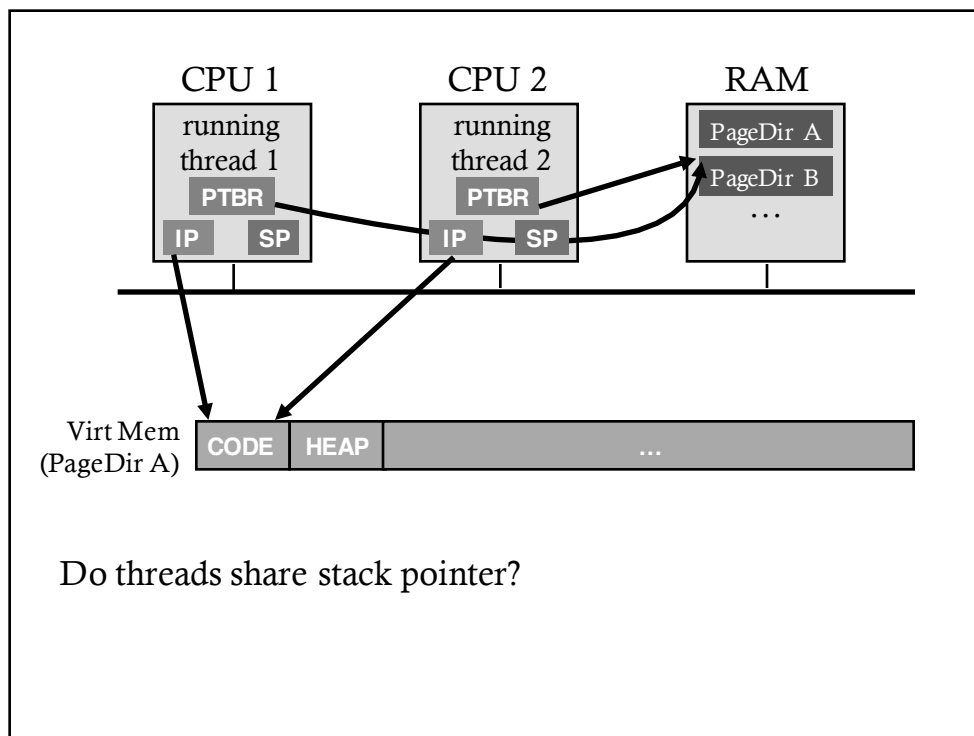 CPU 1
CPU 2
RAM
running
thread 1
PTBR
IP
SP
running
thread 2
PTBR
IP
SP
PageDir A
PageDir B
...
Virt Mem
(PageDir A)
CODE
HEAP
...
Do threads share stack pointer?